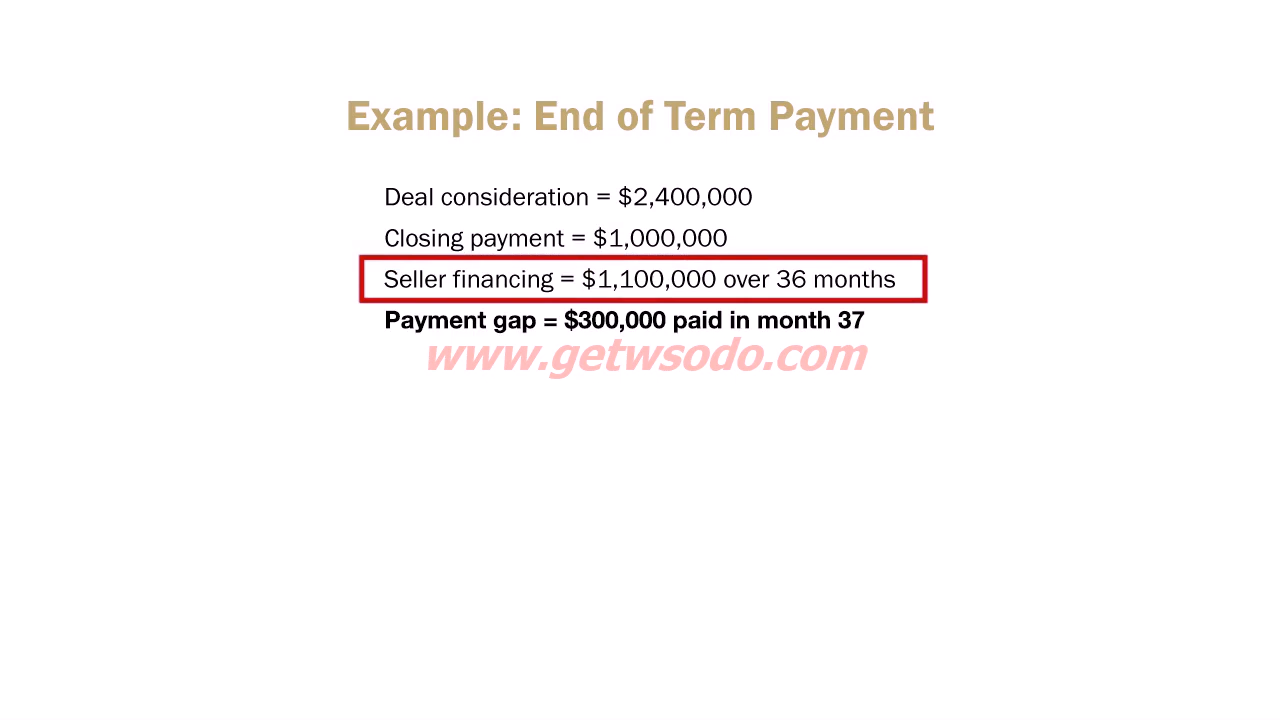 Example: End of Term Payment
Deal consideration = $2,400,000
Closing payment = $1,000,000
Seller financing = $1,100,000 over 36 months
Payment gap = $300,000 paid in month 37
www.getwsodo.com